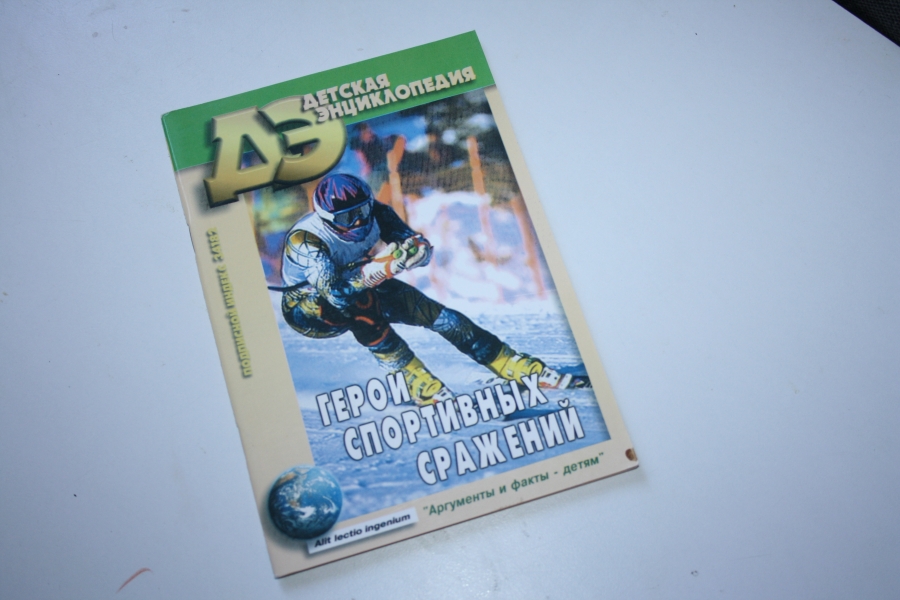 ДЭ
ДЕТСКАЯ
ЭНЦИКЛОПЕДИЯ
ГЕРОИ
СПОРТИВНЫХ
СРАЖЕНИЙ
"Аргументы и факты - детям"
Alit lectio ingenium